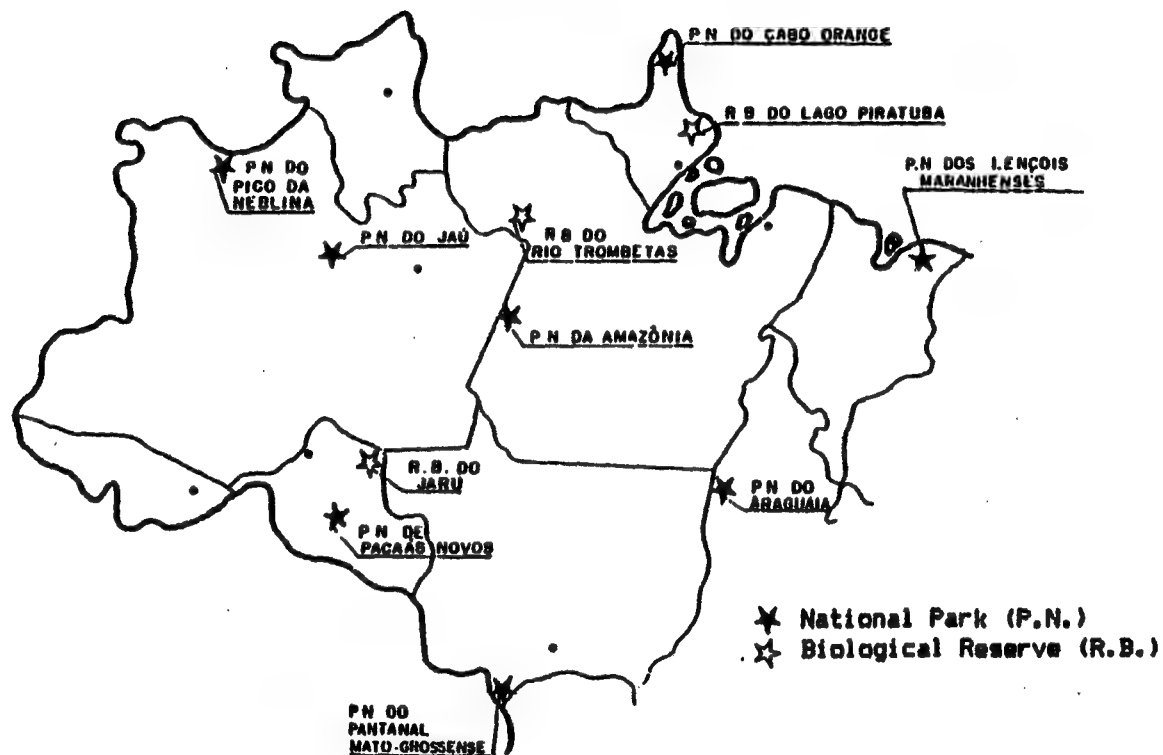 P N DO CABO ORANGE
R B DO LAGO PIRATUBA
P.N DOS LENÇOIS
MARANHENSES
P N DO
PICO DA
NEBLINA
P N DO JAÚ
R B DO
RIO TROMBETAS
P N DA AMAZÔNIA
R. B. DO
JARU
P N DO
ARAGUAIA
P N DE
PACAÁS NOVOS
National Park (P.N.)
Biological Reserve (R.B.)
P N DO
PANTANAL
MATO-GROSSENSE